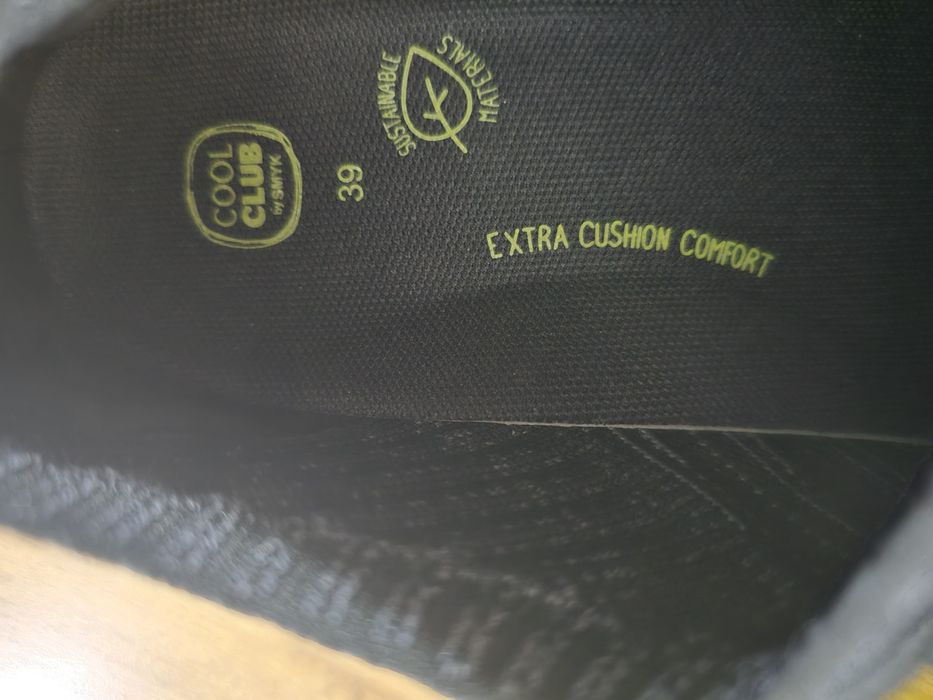 COOL
CLUB
by SMYK
39
SUSTAINABLE
MATERIALS
EXTRA CUSHION COMFORT